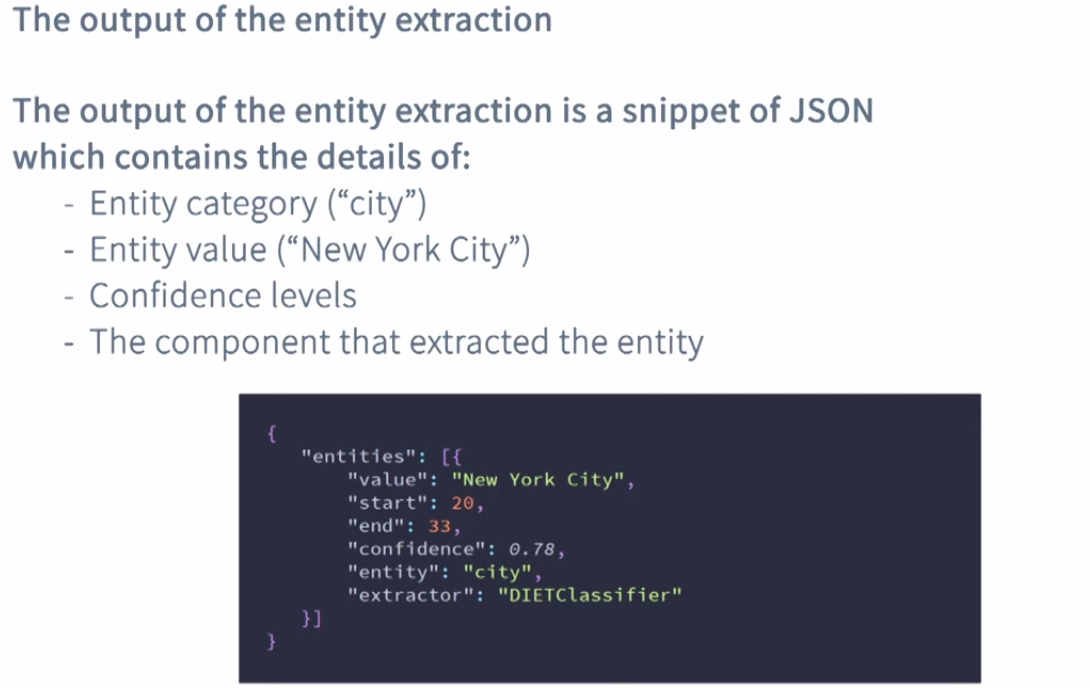 The output of the entity extraction
The output of the entity extraction is a snippet of JSON
which contains the details of:
- Entity category (“city”)
- Entity value (“New York City”)
- Confidence levels
- The component that extracted the entity
{
"entities": [{
"value": "New York City",
"start": 20,
"end": 33,
"confidence": 0.78,
"entity": "city",
"extractor": "DIETClassifier"
}]
}